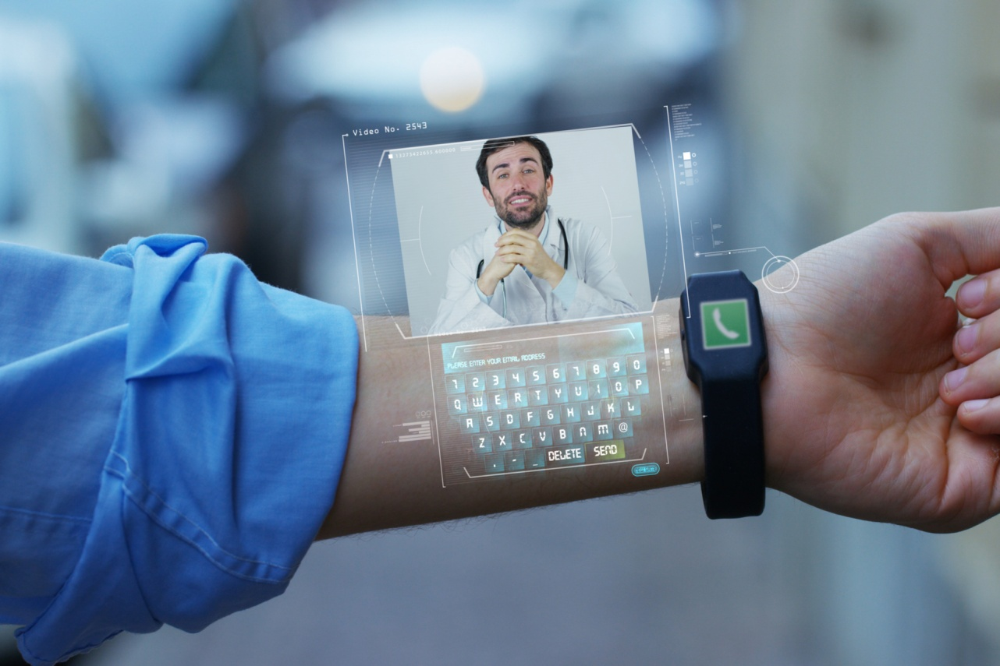 Video No. 2543
PLEASE ENTER YOUR EMAIL ADDRESS
1 2 3 4 5 6 7 8 9 0
Q W E R T Y U I O P
A S D F G H J K L
Z X C V B N M @
. - _ DELETE SEND